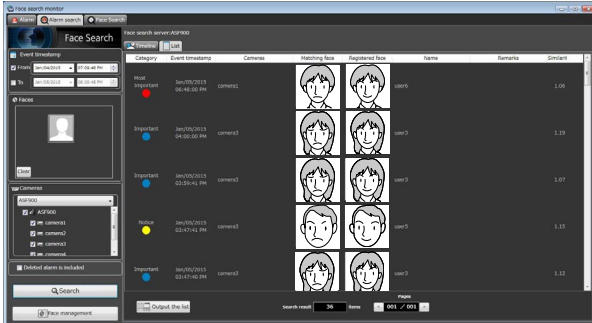 Face search monitor
Alarm
Alarm search
Face Search
Face Search
Face search server:ASF900
Timeline
List
Event timestamp
From
Jan/04/2015
07:00:48 PM
To
Jan/05/2015
06:00:48 PM
Faces
Clear
Cameras
ASF900
ASF900
camera1
camera2
camera3
camera4
Deleted alarm is included
Search
Face management
Category
Event timestamp
Cameras
Matching face
Registered face
Name
Remarks
Similarit
Most Important
Jan/05/2015
06:48:00 PM
camera1
user6
1.06
Important
Jan/05/2015
04:00:00 PM
camera3
user3
1.19
Important
Jan/05/2015
03:59:41 PM
camera3
user3
1.07
Notice
Jan/05/2015
03:47:41 PM
camera3
user5
1.15
Important
Jan/05/2015
03:47:40 PM
camera3
user3
1.12
Output the list
Search result
36
items
Pages
001 / 001